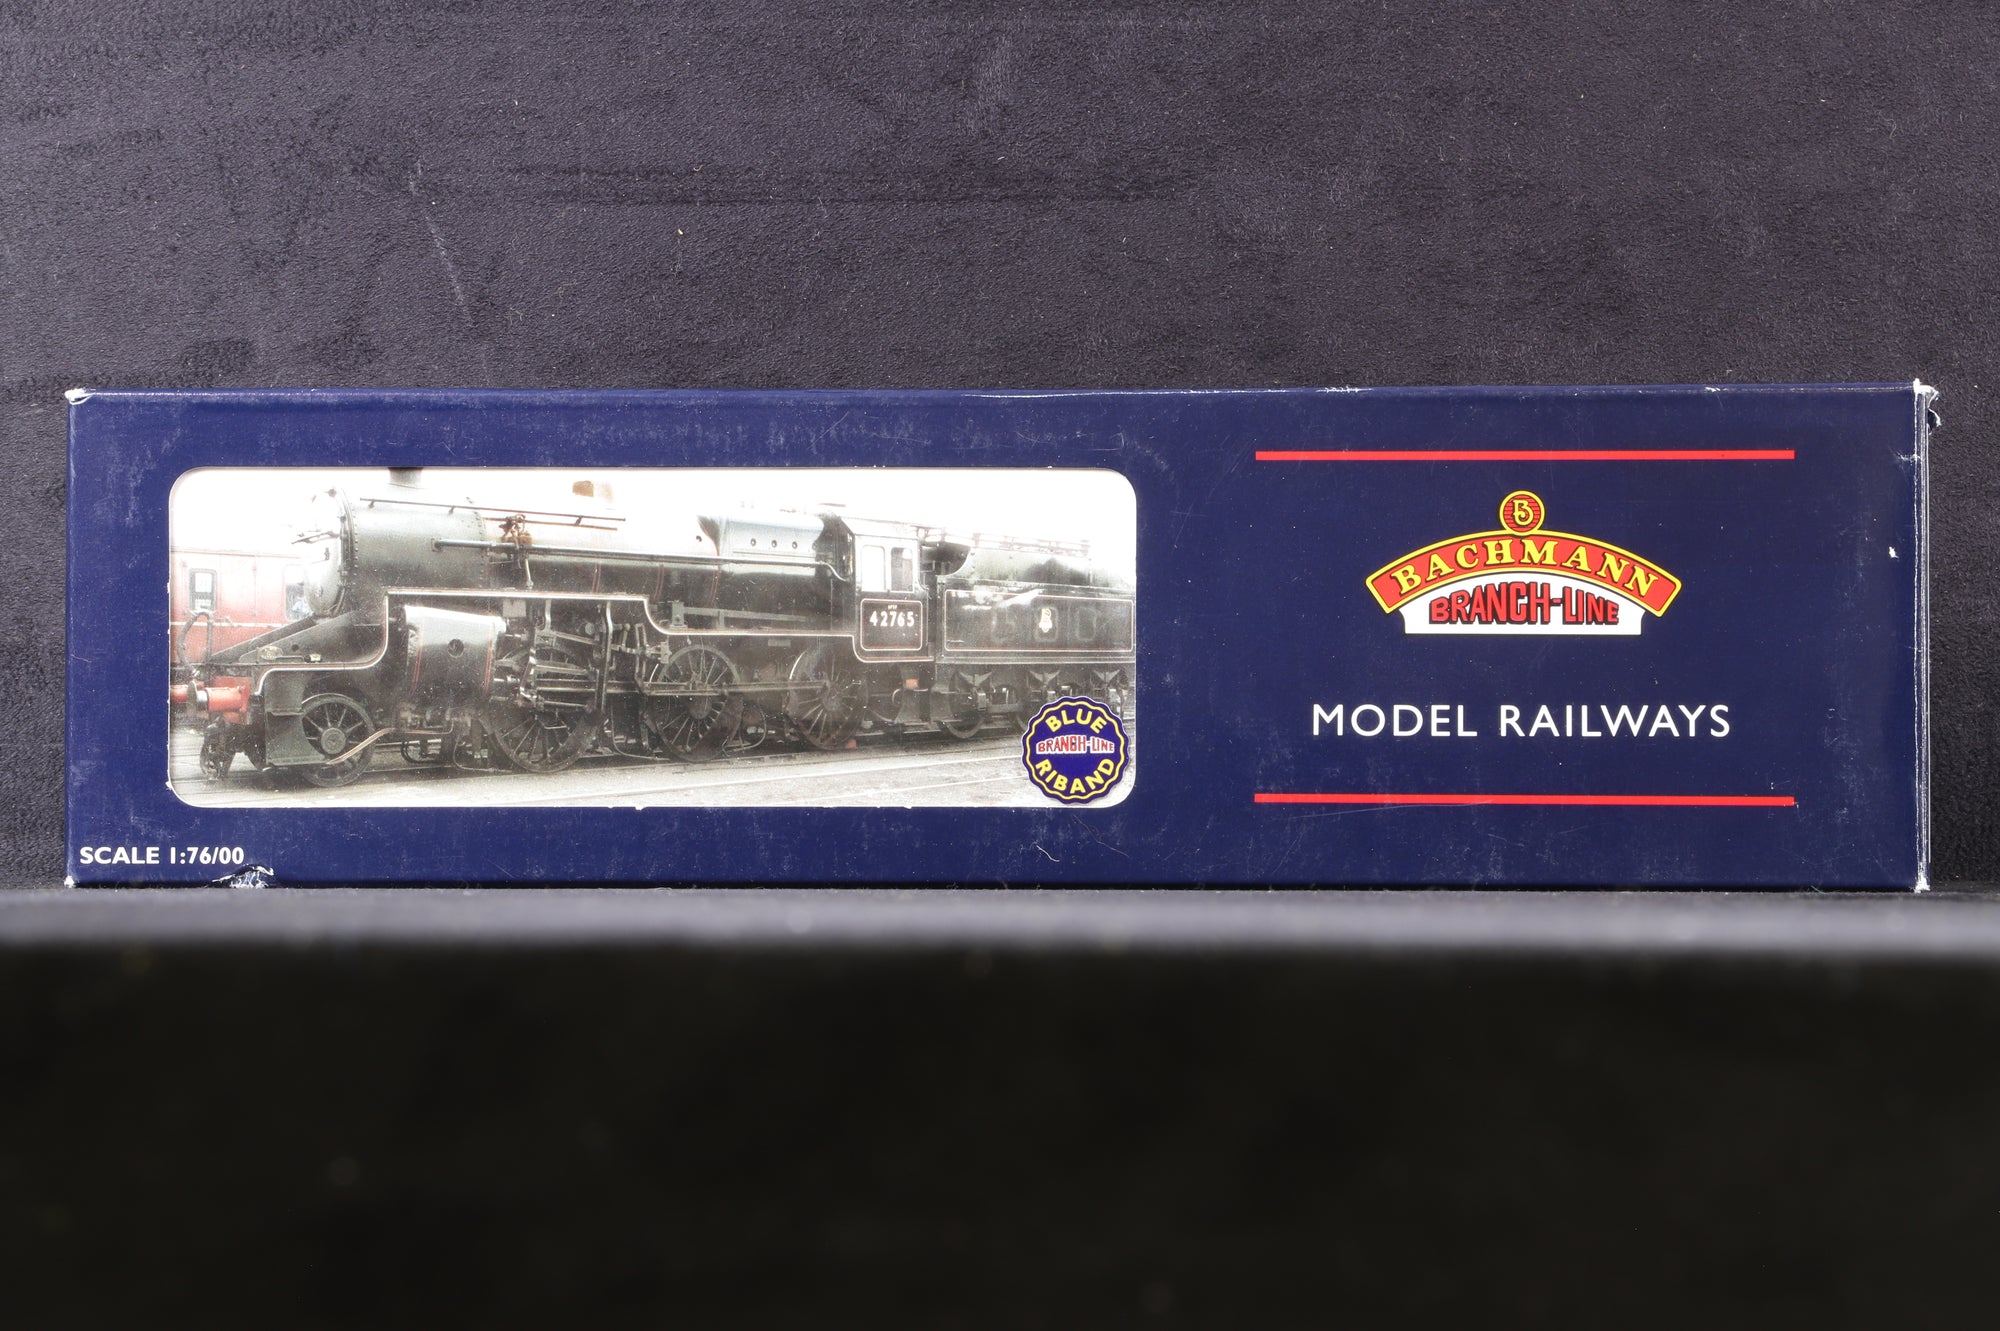 42765
BLUE
BRANCH-LINE
RIBAND
SCALE 1:76/00
B
BACHMANN
BRANCH-LINE
MODEL RAILWAYS